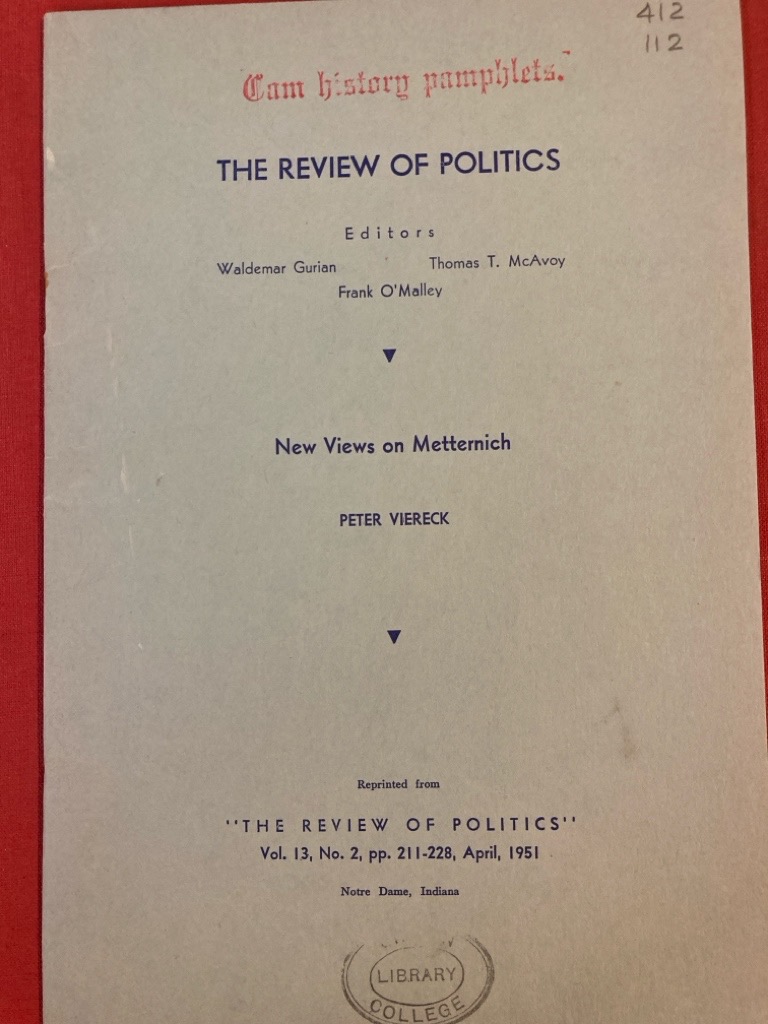 412
112
"Cam history pamphlets."
THE REVIEW OF POLITICS
Editors
Waldemar Gurian Thomas T. McAvoy
Frank O'Malley
New Views on Metternich
PETER VIERECK
Reprinted from
"THE REVIEW OF POLITICS"
Vol. 13, No. 2, pp. 211-228, April, 1951
Notre Dame, Indiana
LIBRARY
COLLEGE